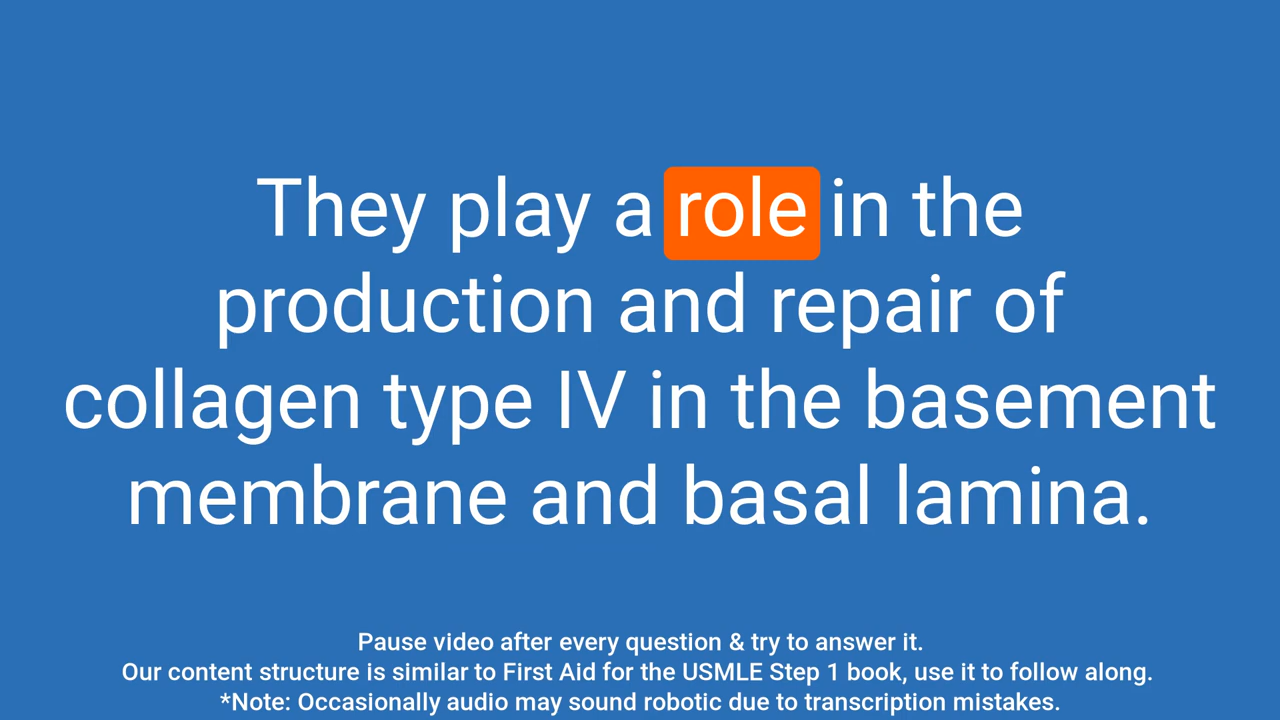 They play a role in the
production and repair of
collagen type IV in the basement
membrane and basal lamina.
Pause video after every question & try to answer it.
Our content structure is similar to First Aid for the USMLE Step 1 book, use it to follow along.
*Note: Occasionally audio may sound robotic due to transcription mistakes.